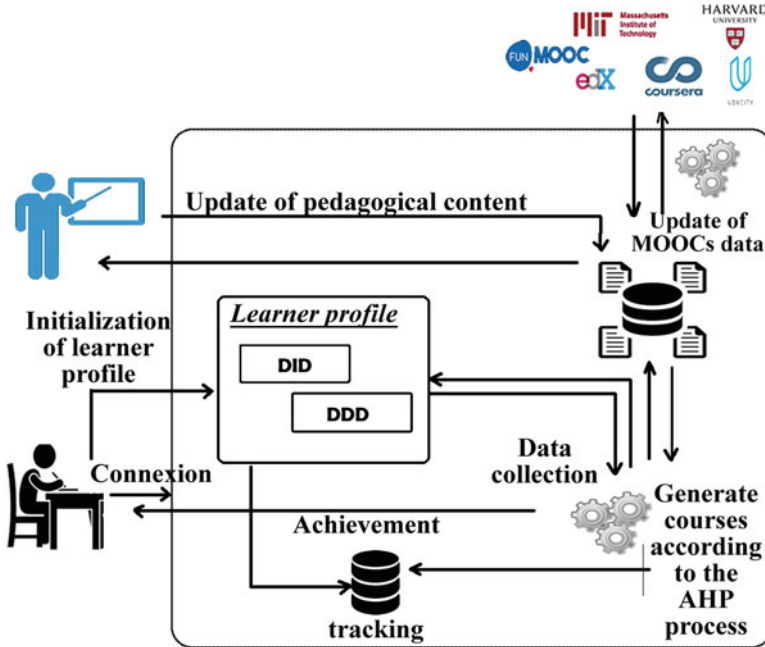 HARVARD
UNIVERSITY
MIT
Massachusetts
Institute of
Technology
FUN
MOOC
edX
coursera
UDACITY
Update of pedagogical content
Update of
MOOCs data
Initialization
of learner
profile
Learner profile
DID
DDD
Connexion
Data
collection
Achievement
Generate
courses
according
to the
AHP
process
tracking